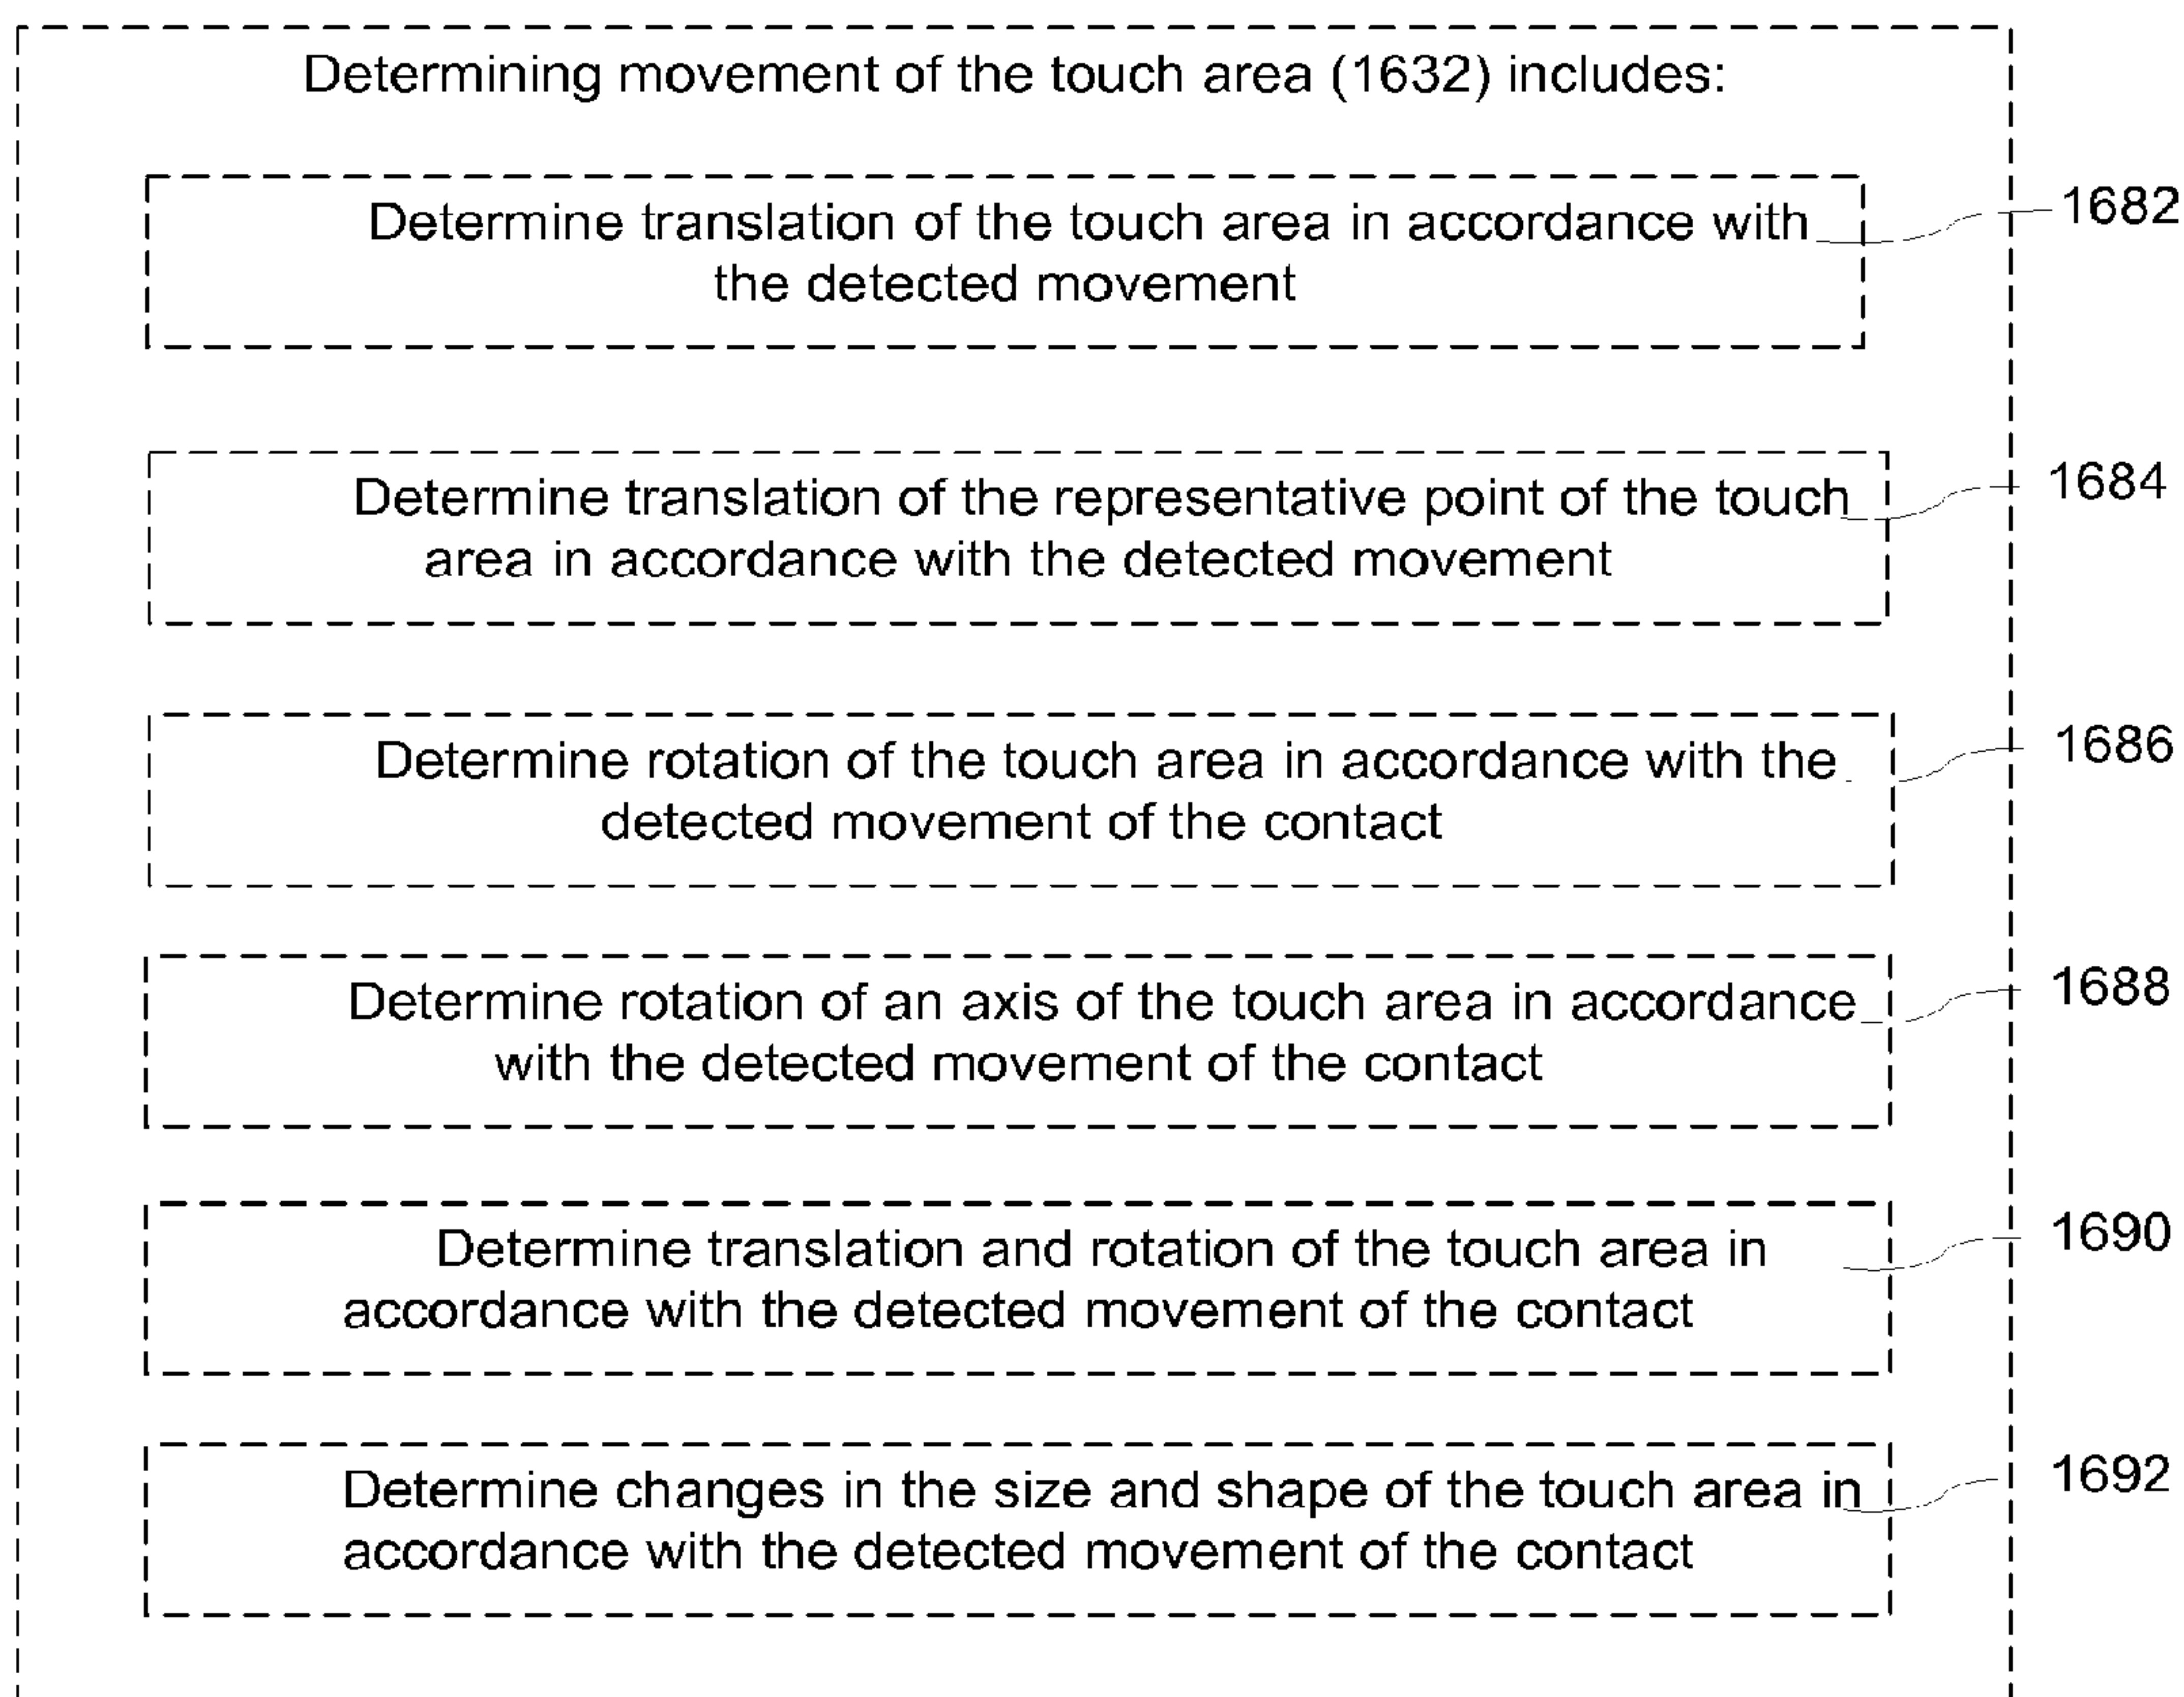 Determining movement of the touch area (1632) includes:
Determine translation of the touch area in accordance with
the detected movement
1682
Determine translation of the representative point of the touch
area in accordance with the detected movement
1684
Determine rotation of the touch area in accordance with the
detected movement of the contact
1686
Determine rotation of an axis of the touch area in accordance
with the detected movement of the contact
1688
Determine translation and rotation of the touch area in
accordance with the detected movement of the contact
1690
Determine changes in the size and shape of the touch area in
accordance with the detected movement of the contact
1692